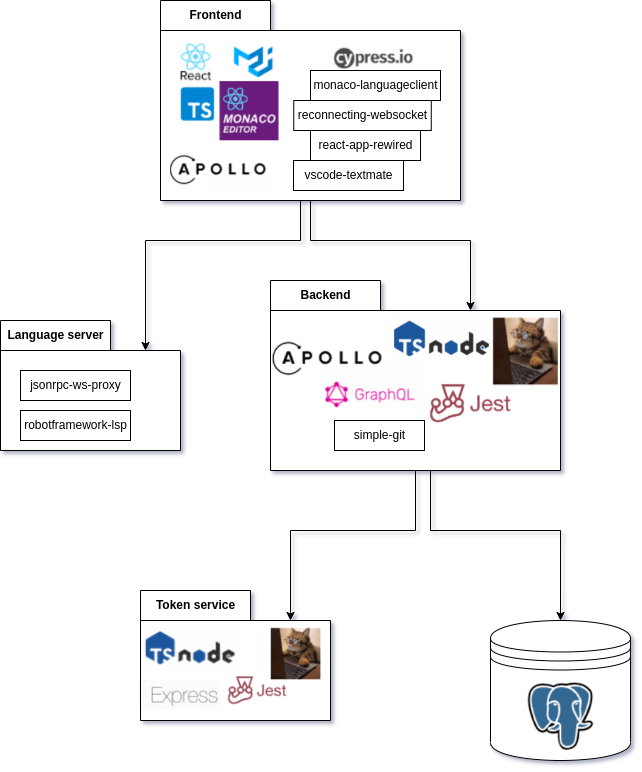 Frontend
React
cypress.io
monaco-languageclient
TS
MONACO
EDITOR
reconnecting-websocket
react-app-rewired
APOLLO
vscode-textmate
Language server
jsonrpc-ws-proxy
robotframework-lsp
Backend
APOLLO
TS node
GraphQL
Jest
simple-git
Token service
TS node
Express
Jest